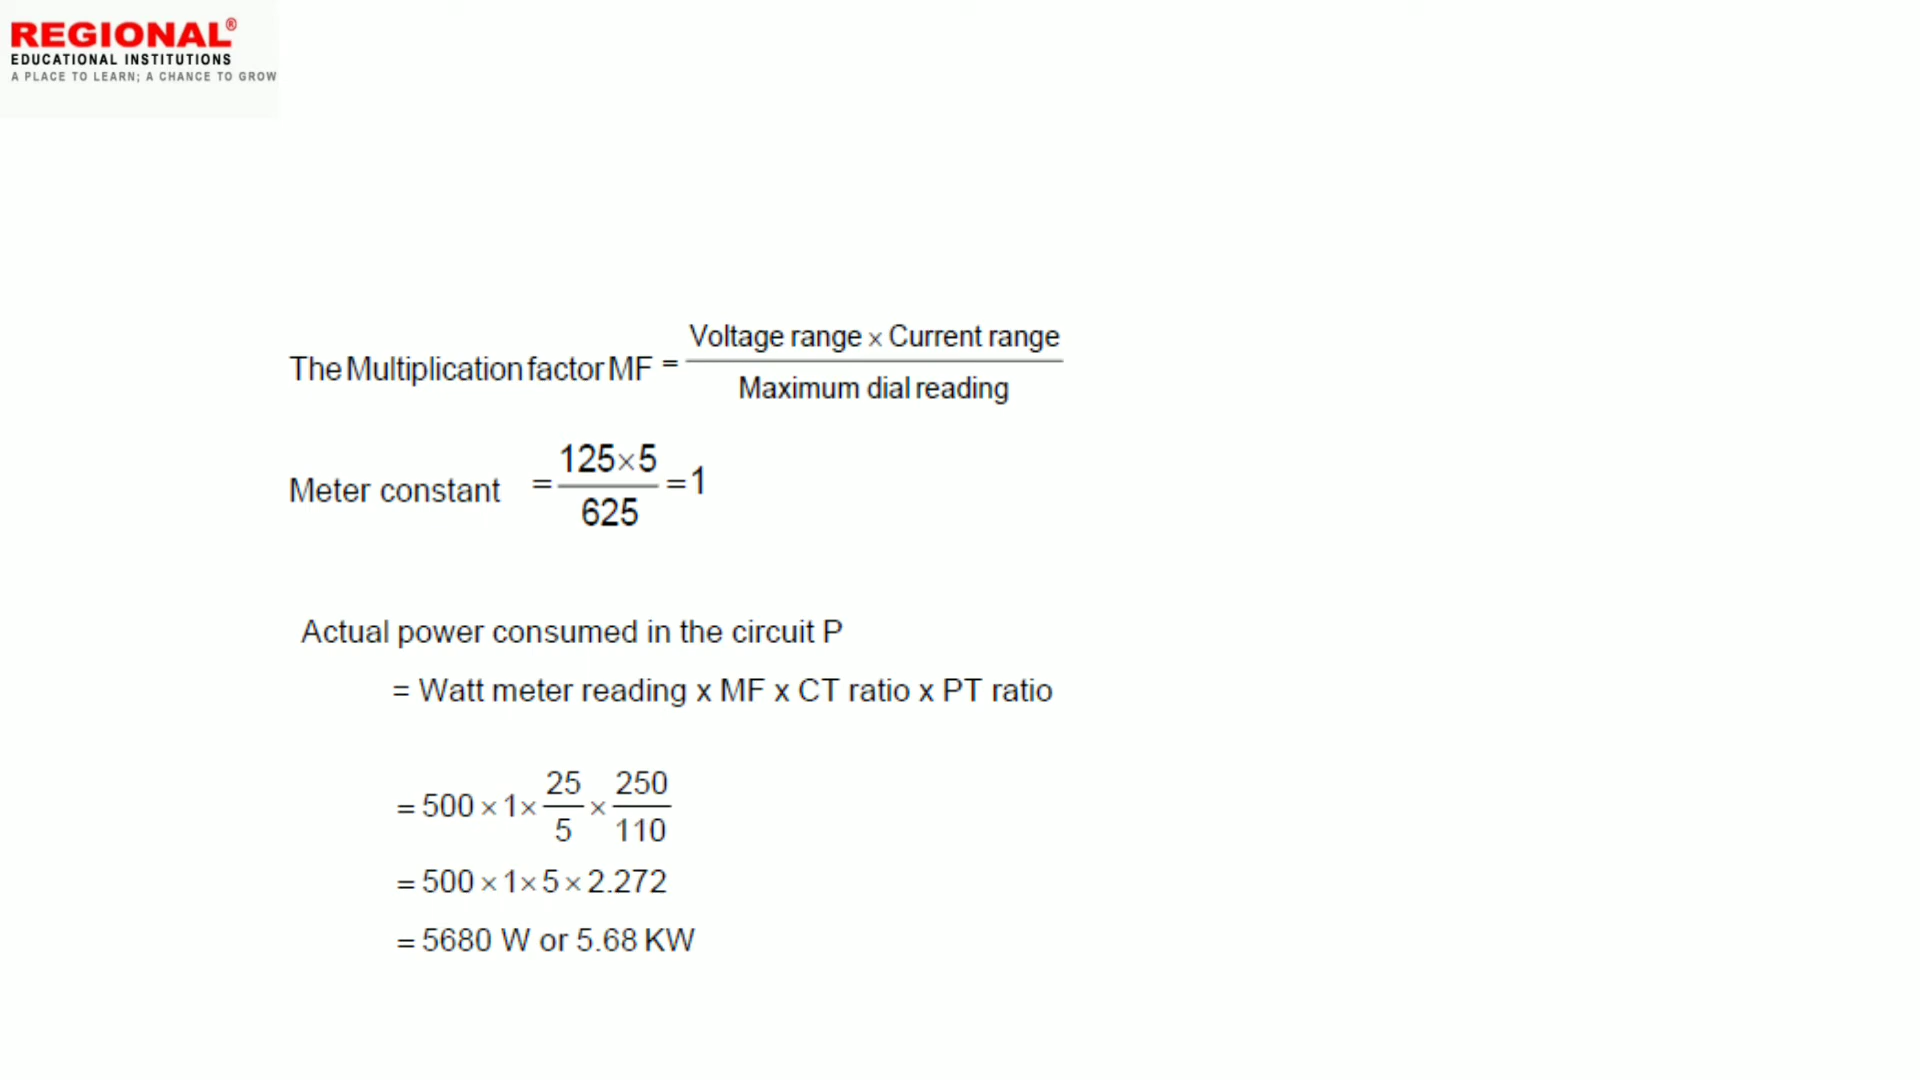 REGIONAL®
EDUCATIONAL INSTITUTIONS
A PLACE TO LEARN; A CHANCE TO GROW
The Multiplication factor MF = Voltage range × Current range / Maximum dial reading
Meter constant = 125×5 / 625 = 1
Actual power consumed in the circuit P
= Watt meter reading x MF x CT ratio x PT ratio
= 500 × 1 × 25/5 × 250/110
= 500 × 1 × 5 × 2.272
= 5680 W or 5.68 KW